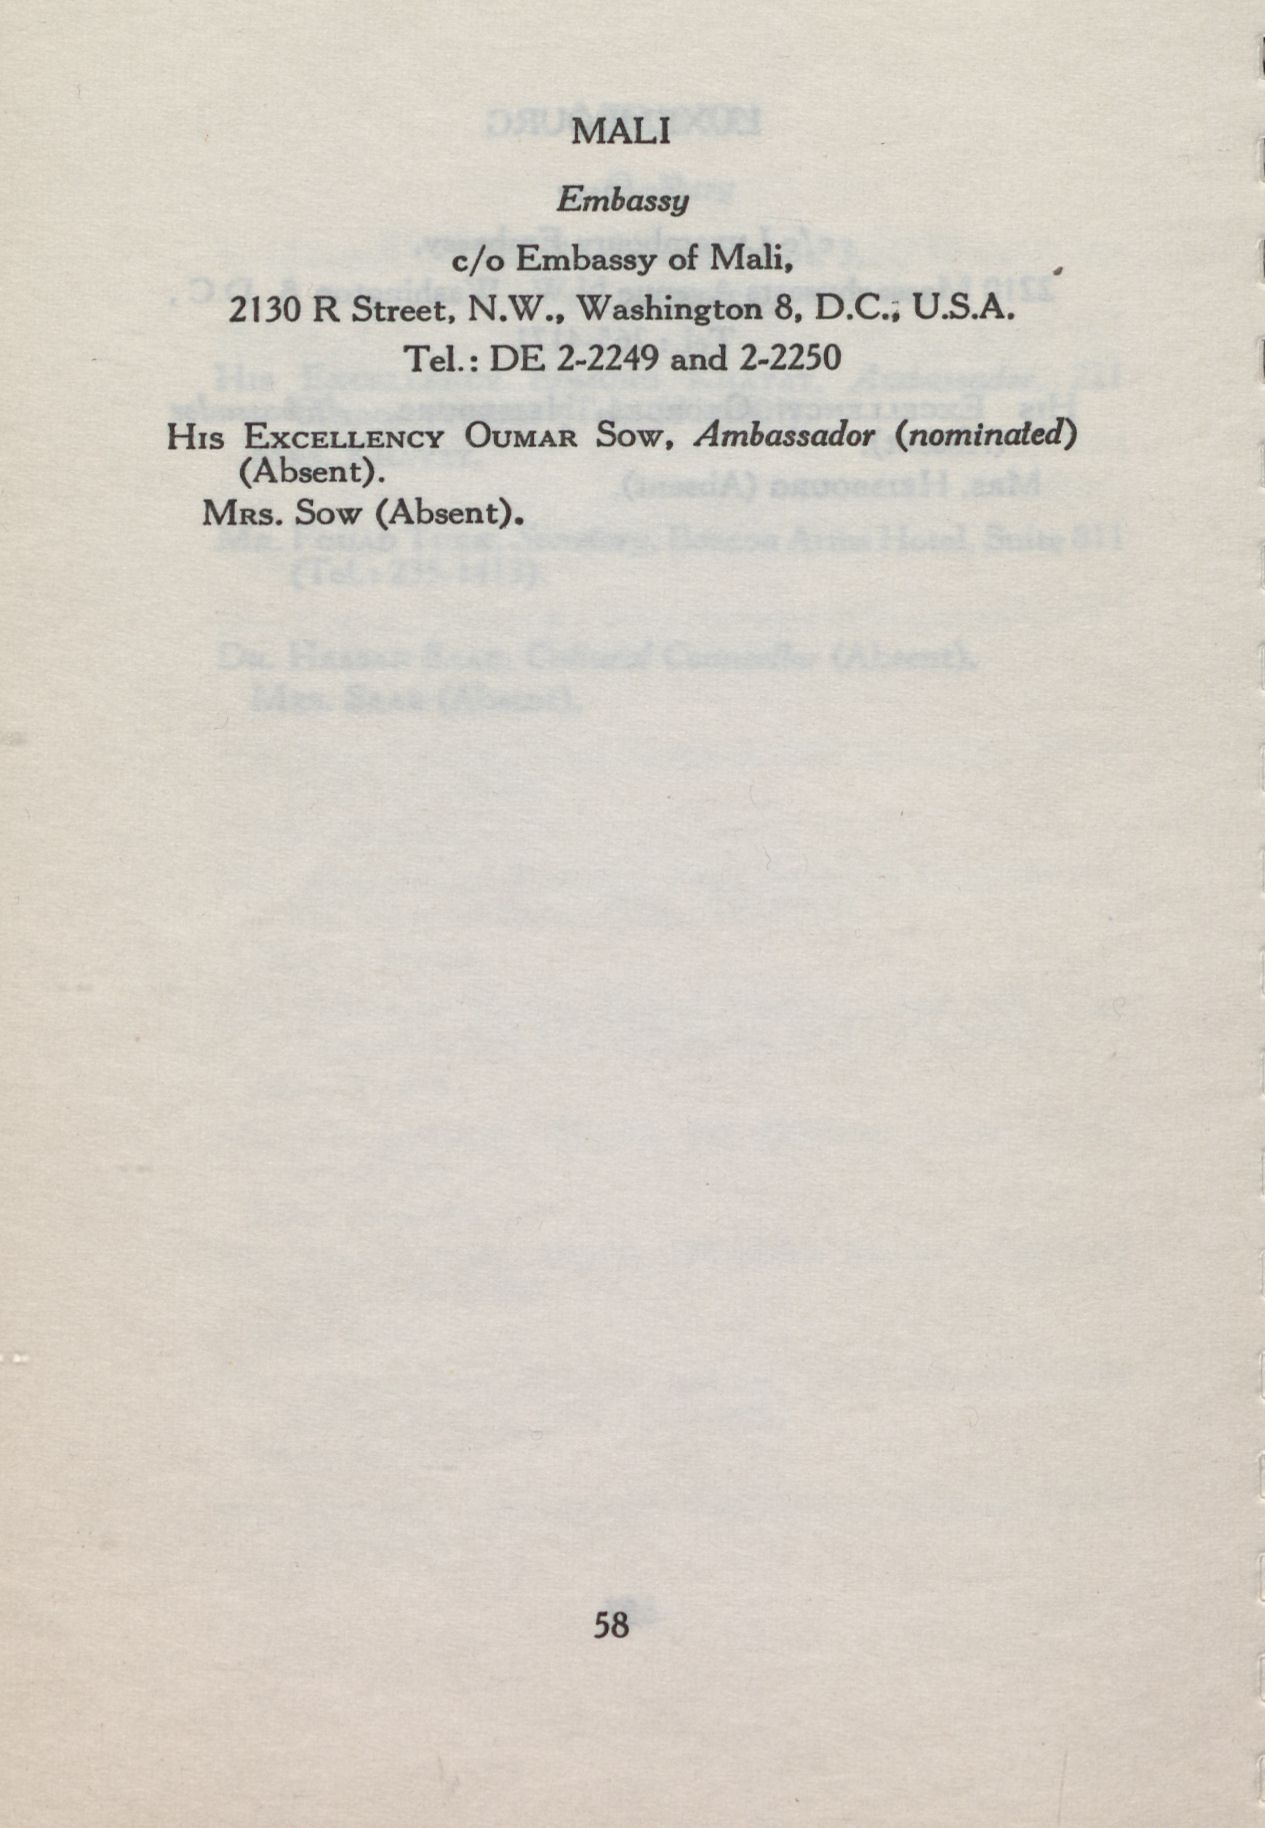 MALI
Embassy
c/o Embassy of Mali,
2130 R Street, N.W., Washington 8, D.C., U.S.A.
Tel.: DE 2-2249 and 2-2250
His Excellency Oumar Sow, Ambassador (nominated)
(Absent).
Mrs. Sow (Absent).
58